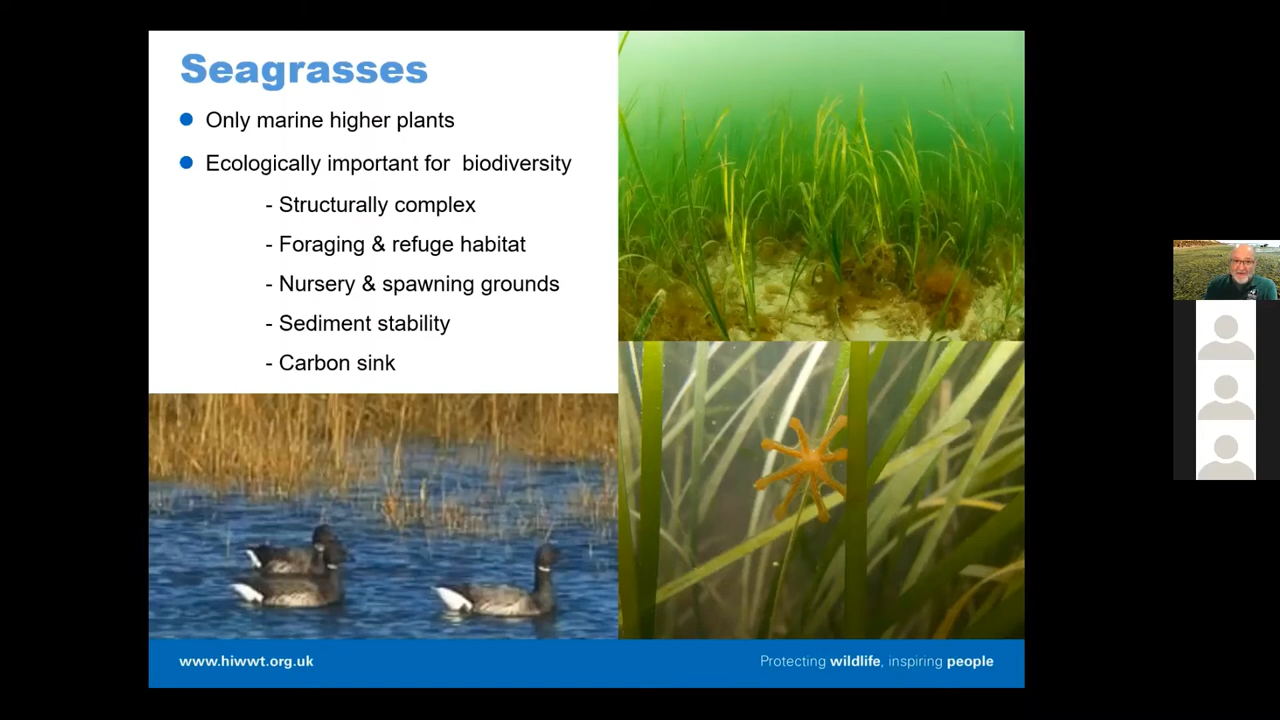 Seagrasses
Only marine higher plants
Ecologically important for biodiversity
- Structurally complex
- Foraging & refuge habitat
- Nursery & spawning grounds
- Sediment stability
- Carbon sink
www.hiwwt.org.uk
Protecting wildlife, inspiring people